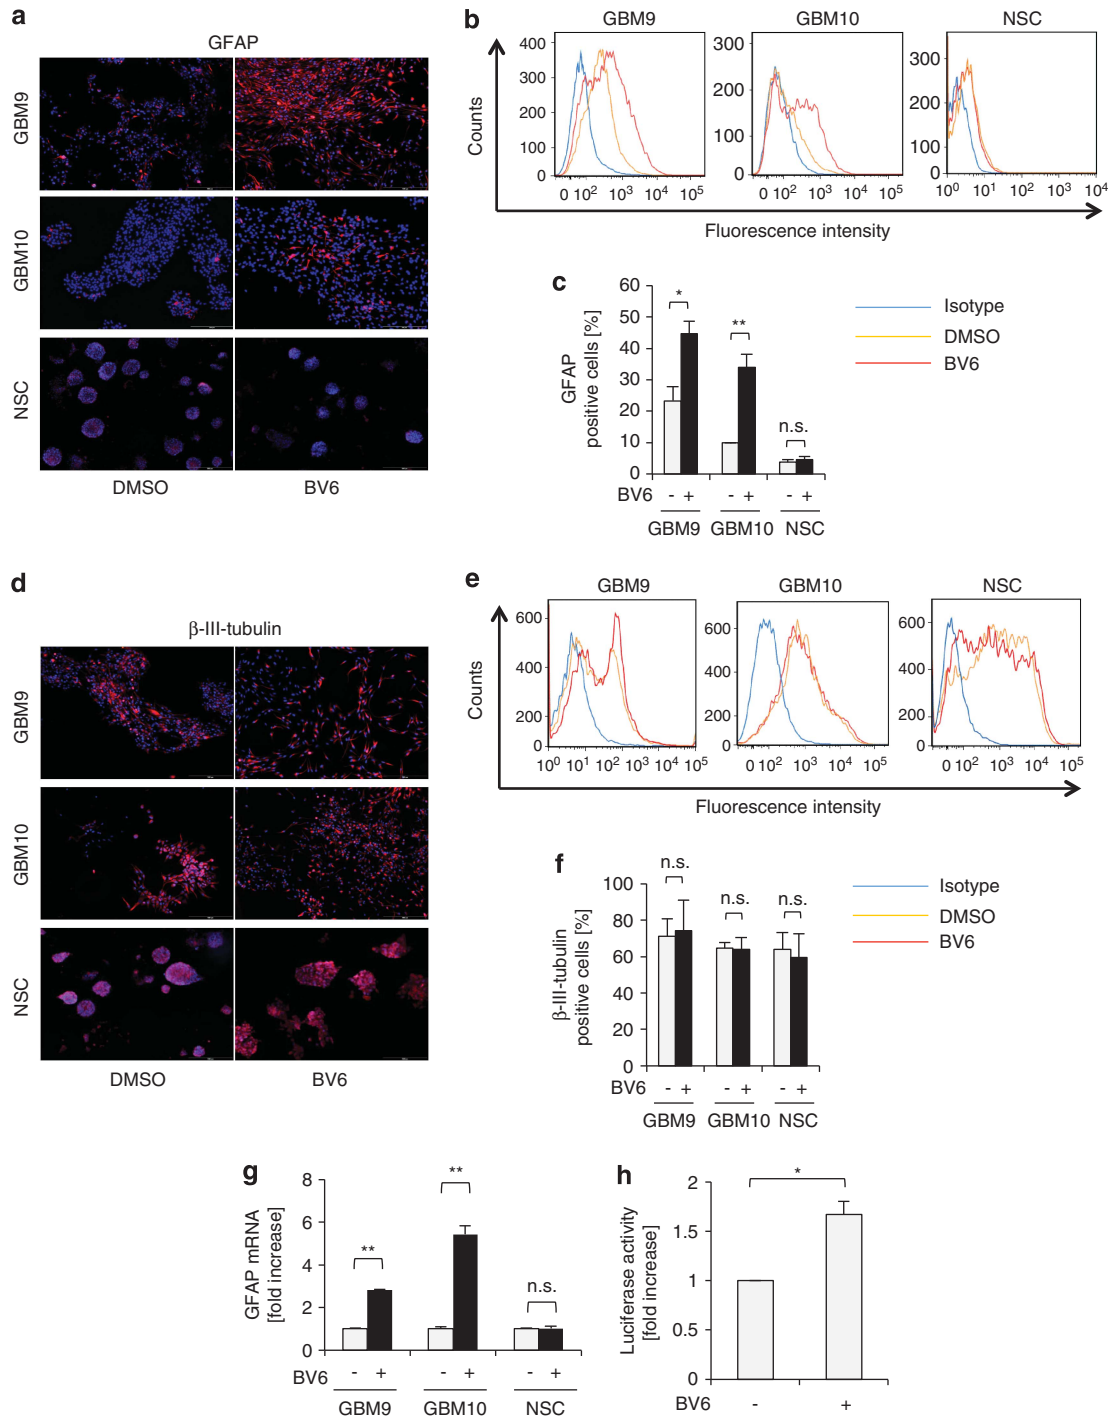 a
GFAP
GBM9
GBM10
NSC
DMSO BV6
b
GBM9 GBM10 NSC
Counts
400
300
200
100
0
0 10² 10³ 10⁴ 10⁵
300
200
100
0
0 10² 10³ 10⁴ 10⁵
300
200
100
0
10⁰ 10¹ 10² 10³ 10⁴
Fluorescence intensity
c
GFAP
positive cells [%]
60
50
40
30
20
10
0
* ** n.s.
BV6 - + - + - +
GBM9 GBM10 NSC
Isotype
DMSO
BV6
d
β-III-tubulin
GBM9
GBM10
NSC
DMSO BV6
e
GBM9 GBM10 NSC
Counts
600
400
200
0
10⁰ 10¹ 10² 10³ 10⁴ 10⁵
600
400
200
0
0 10² 10³ 10⁴ 10⁵
600
400
200
0
0 10² 10³ 10⁴ 10⁵
Fluorescence intensity
f
β-III-tubulin
positive cells [%]
100
80
60
40
20
0
n.s. n.s. n.s.
BV6 - + - + - +
GBM9 GBM10 NSC
Isotype
DMSO
BV6
g
GFAP mRNA
[fold increase]
8
6
4
2
0
** ** n.s.
BV6 - + - + - +
GBM9 GBM10 NSC
h
Luciferase activity
[fold increase]
2
1.5
1
0.5
0
*
BV6 - +